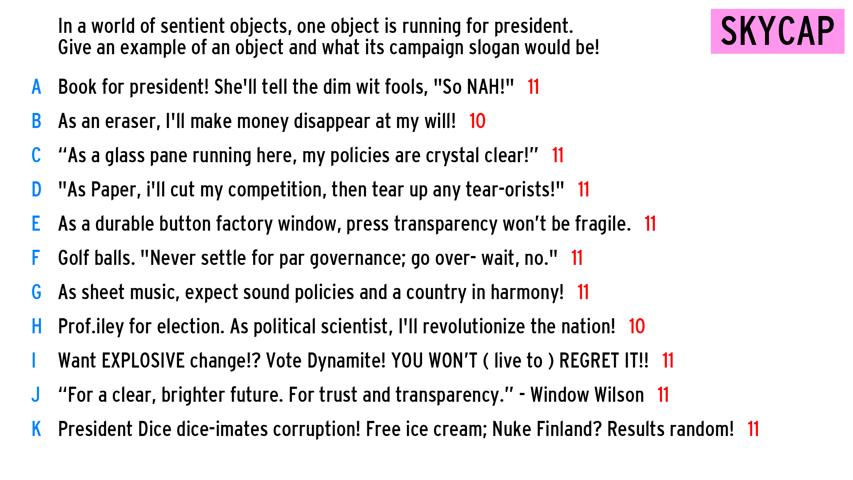 In a world of sentient objects, one object is running for president.
Give an example of an object and what its campaign slogan would be!
SKYCAP
A Book for president! She'll tell the dim wit fools, "So NAH!" 11
B As an eraser, I'll make money disappear at my will! 10
C “As a glass pane running here, my policies are crystal clear!” 11
D "As Paper, i'll cut my competition, then tear up any tear-orists!" 11
E As a durable button factory window, press transparency won’t be fragile. 11
F Golf balls. "Never settle for par governance; go over- wait, no." 11
G As sheet music, expect sound policies and a country in harmony! 11
H Prof.iley for election. As political scientist, I'll revolutionize the nation! 10
I Want EXPLOSIVE change!? Vote Dynamite! YOU WON'T ( live to ) REGRET IT!! 11
J “For a clear, brighter future. For trust and transparency.” - Window Wilson 11
K President Dice dice-imates corruption! Free ice cream; Nuke Finland? Results random! 11